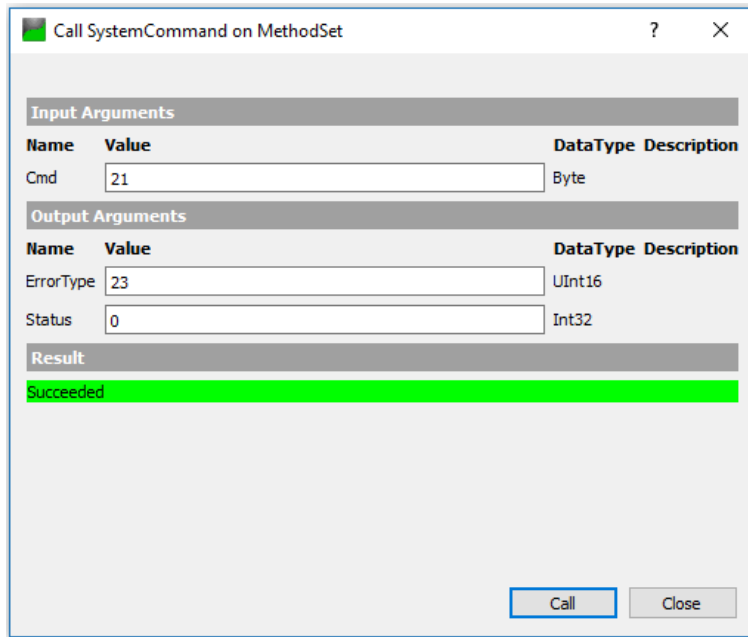 Call SystemCommand on MethodSet ?
Input Arguments
Name Value DataType Description
Cmd 21 Byte
Output Arguments
Name Value DataType Description
ErrorType 23 UInt16
Status 0 Int32
Result
Succeeded
Call Close